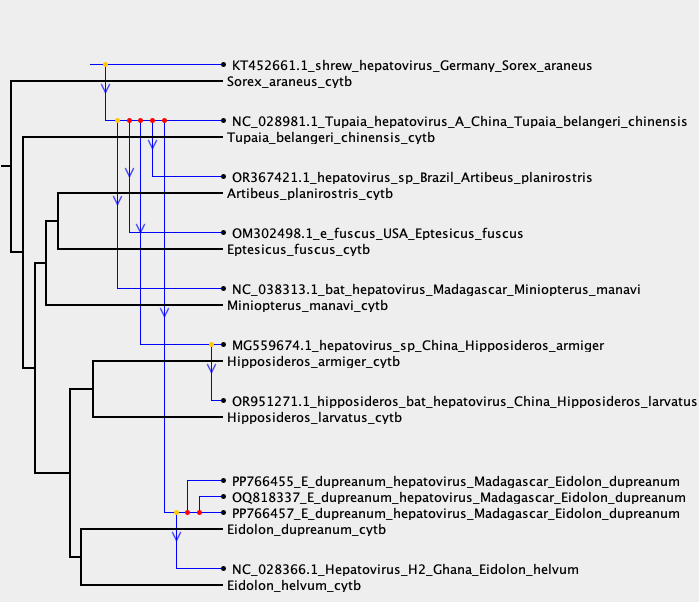 KT452661.1_shrew_hepatovirus_Germany_Sorex_araneus
Sorex_araneus_cytb
NC_028981.1_Tupaia_hepatovirus_A_China_Tupaia_belangeri_chinensis
Tupaia_belangeri_chinensis_cytb
OR367421.1_hepatovirus_sp_Brazil_Artibeus_planirostris
Artibeus_planirostris_cytb
OM302498.1_e_fuscus_USA_Eptesicus_fuscus
Eptesicus_fuscus_cytb
NC_038313.1_bat_hepatovirus_Madagascar_Miniopterus_manavi
Miniopterus_manavi_cytb
MG559674.1_hepatovirus_sp_China_Hipposideros_armiger
Hipposideros_armiger_cytb
OR951271.1_hipposideros_bat_hepatovirus_China_Hipposideros_larvatus
Hipposideros_larvatus_cytb
PP766455_E_dupreanum_hepatovirus_Madagascar_Eidolon_dupreanum
OQ818337_E_dupreanum_hepatovirus_Madagascar_Eidolon_dupreanum
PP766457_E_dupreanum_hepatovirus_Madagascar_Eidolon_dupreanum
Eidolon_dupreanum_cytb
NC_028366.1_Hepatovirus_H2_Ghana_Eidolon_helvum
Eidolon_helvum_cytb